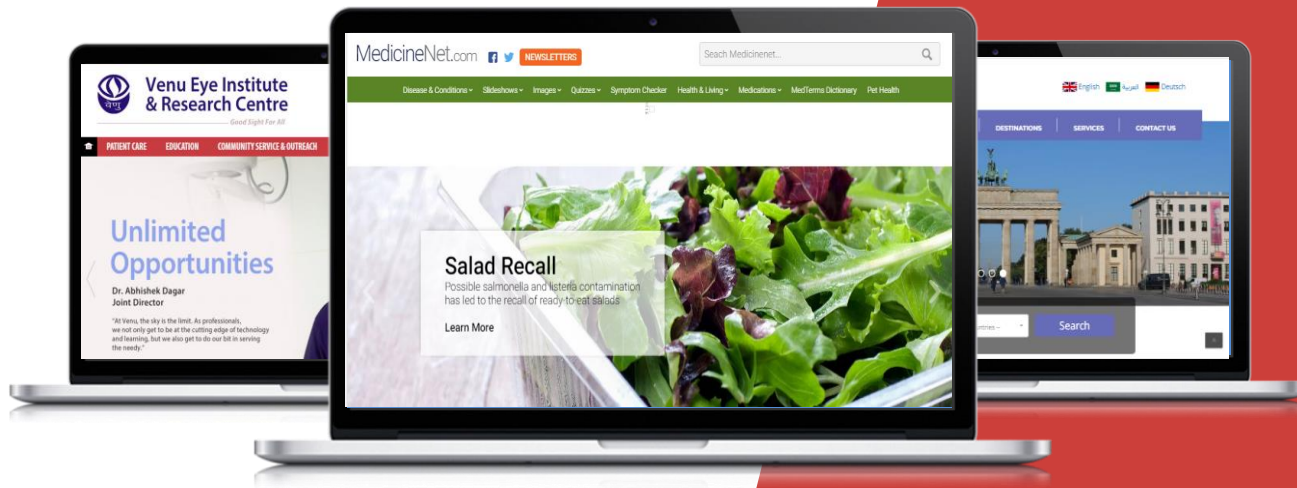 Venu Eye Institute
& Research Centre
Good Sight For All
वेणु
PATIENT CARE EDUCATION COMMUNITY SERVICE & OUTREACH
Unlimited
Opportunities
Dr. Abhishek Dagar
Joint Director
"At Venu, the sky is the limit. As professionals,
we not only get to be at the cutting edge of technology
and learning, but we also get to do our bit in serving
the needy."
MedicineNet.com
NEWSLETTERS
Seach Medicinenet...
Disease & Conditions Slideshows Images Quizzes Symptom Checker Health & Living Medications MedTerms Dictionary Pet Health
Salad Recall
Possible salmonella and listeria contamination
has led to the recall of ready-to-eat salads
Learn More
English العربية Deutsch
DESTINATIONS SERVICES CONTACT US
Search